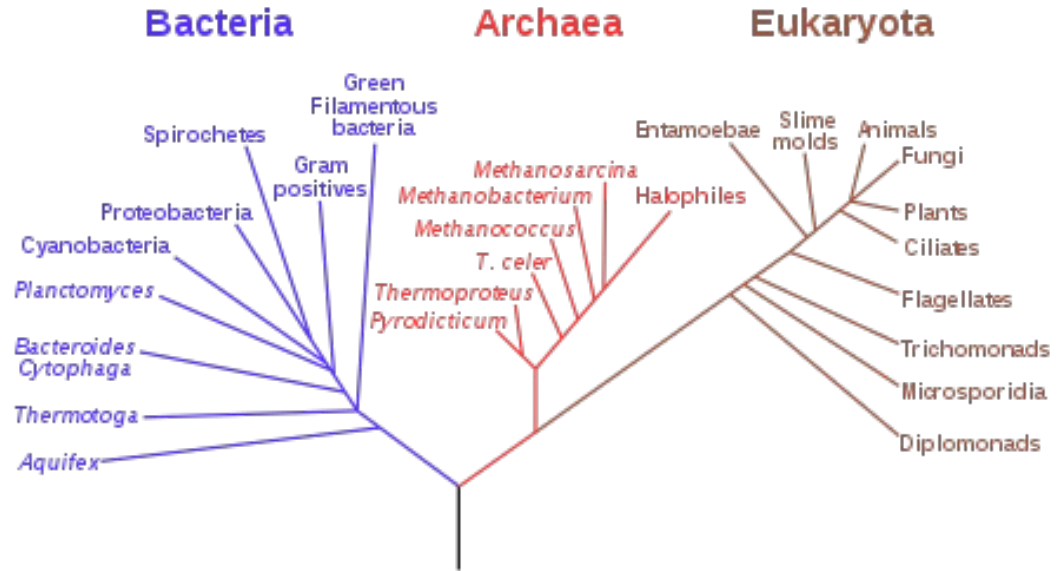 Bacteria
Archaea
Eukaryota
Green
Filamentous
bacteria
Spirochetes
Gram
positives
Proteobacteria
Cyanobacteria
Planctomyces
Bacteroides
Cytophaga
Thermotoga
Aquifex
Methanosarcina
Methanobacterium
Halophiles
Methanococcus
T. celer
Thermoproteus
Pyrodicticum
Entamoebae
Slime
molds
Animals
Fungi
Plants
Ciliates
Flagellates
Trichomonads
Microsporidia
Diplomonads